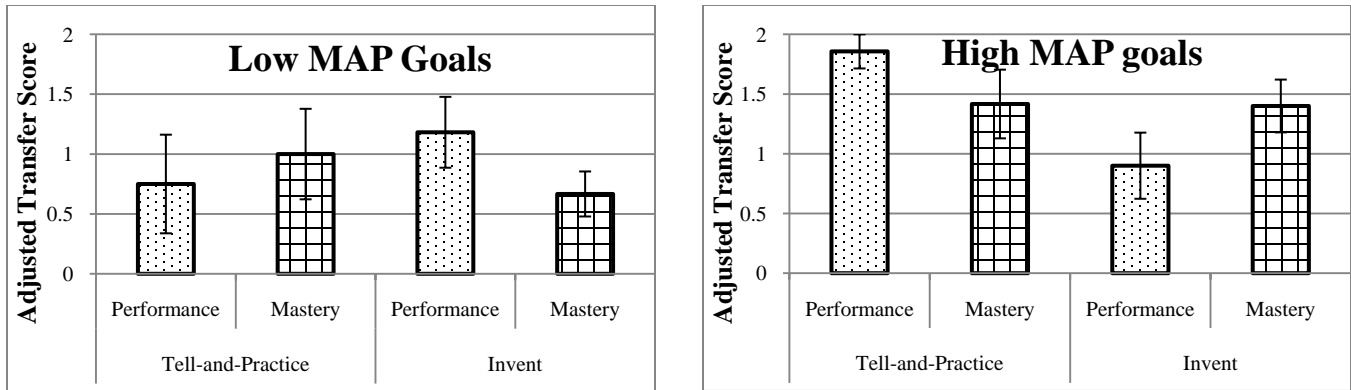 Low MAP Goals
Adjusted Transfer Score
2
1.5
1
0.5
0
Performance Mastery Performance Mastery
Tell-and-Practice Invent
High MAP goals
Adjusted Transfer Score
2
1.5
1
0.5
0
Performance Mastery Performance Mastery
Tell-and-Practice Invent